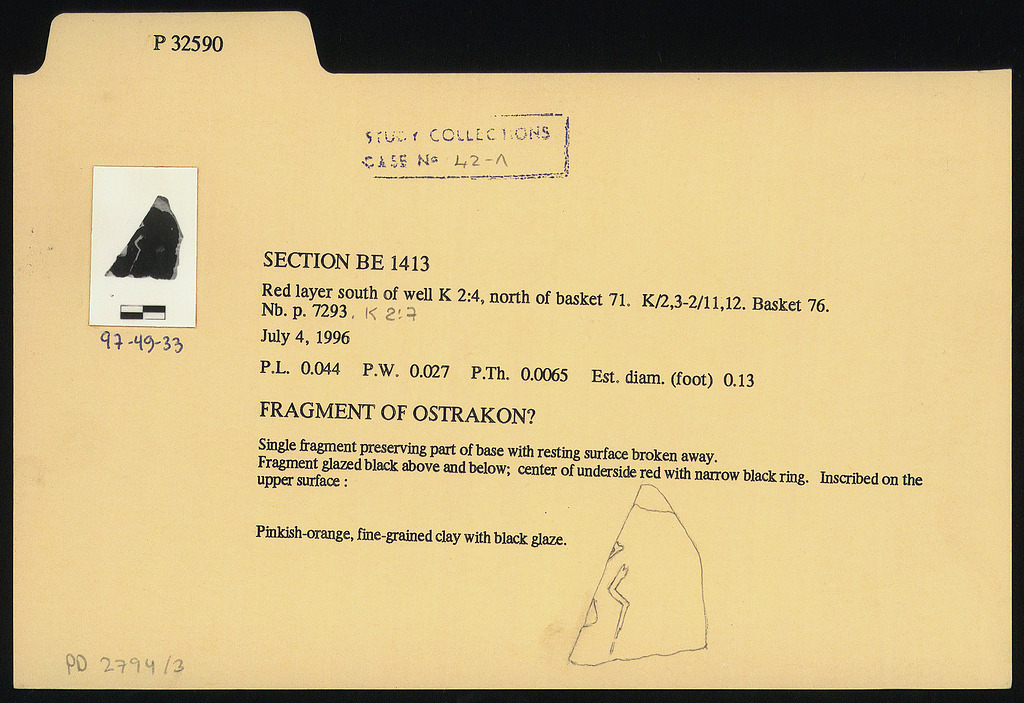 P 32590
STUDY COLLECTIONS
CASE No 42-A
SECTION BE 1413
Red layer south of well K 2:4, north of basket 71. K/2,3-2/11,12. Basket 76.
Nb. p. 7293. K 2:7
97-49-33
July 4, 1996
P.L. 0.044 P.W. 0.027 P.Th. 0.0065 Est. diam. (foot) 0.13
FRAGMENT OF OSTRAKON?
Single fragment preserving part of base with resting surface broken away.
Fragment glazed black above and below; center of underside red with narrow black ring. Inscribed on the
upper surface :
Pinkish-orange, fine-grained clay with black glaze.
PD 2794/3